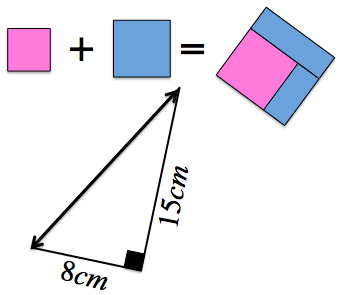 + =
15cm
8cm